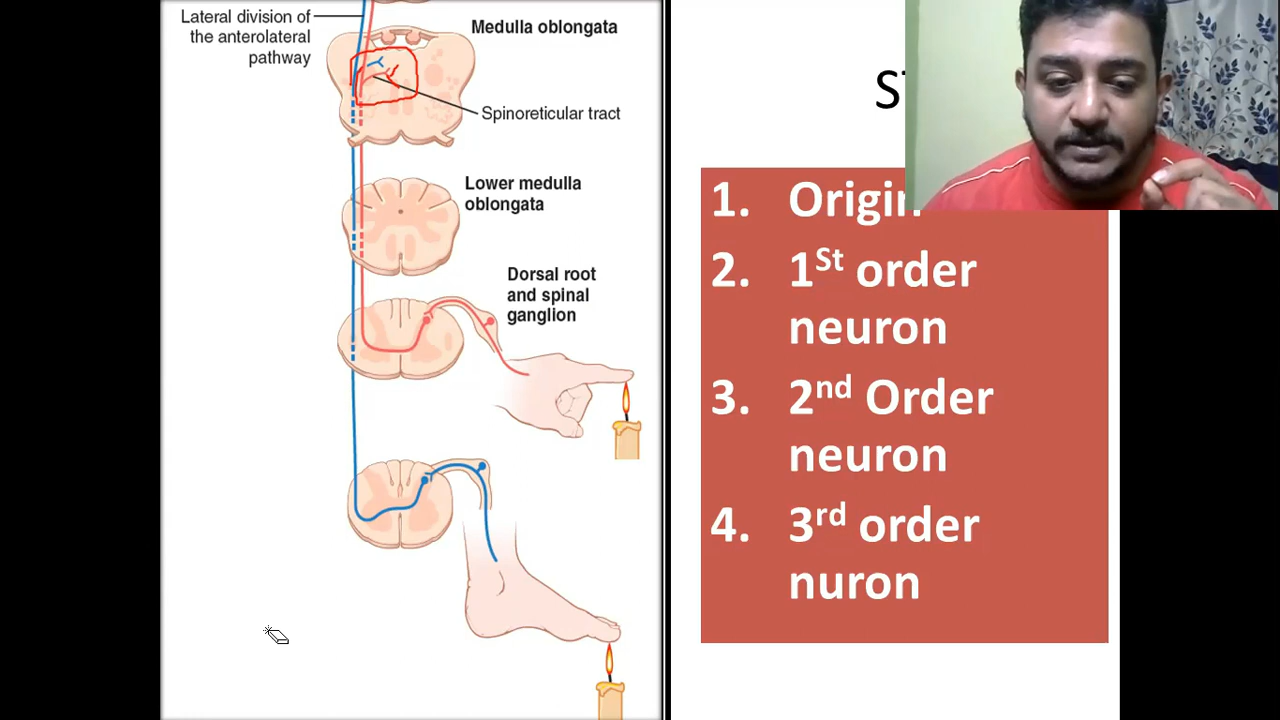 Lateral division of
the anterolateral
pathway
Medulla oblongata
Spinoreticular tract
Lower medulla
oblongata
Dorsal root
and spinal
ganglion
1. Origin
2. 1St order
neuron
3. 2nd Order
neuron
4. 3rd order
nuron